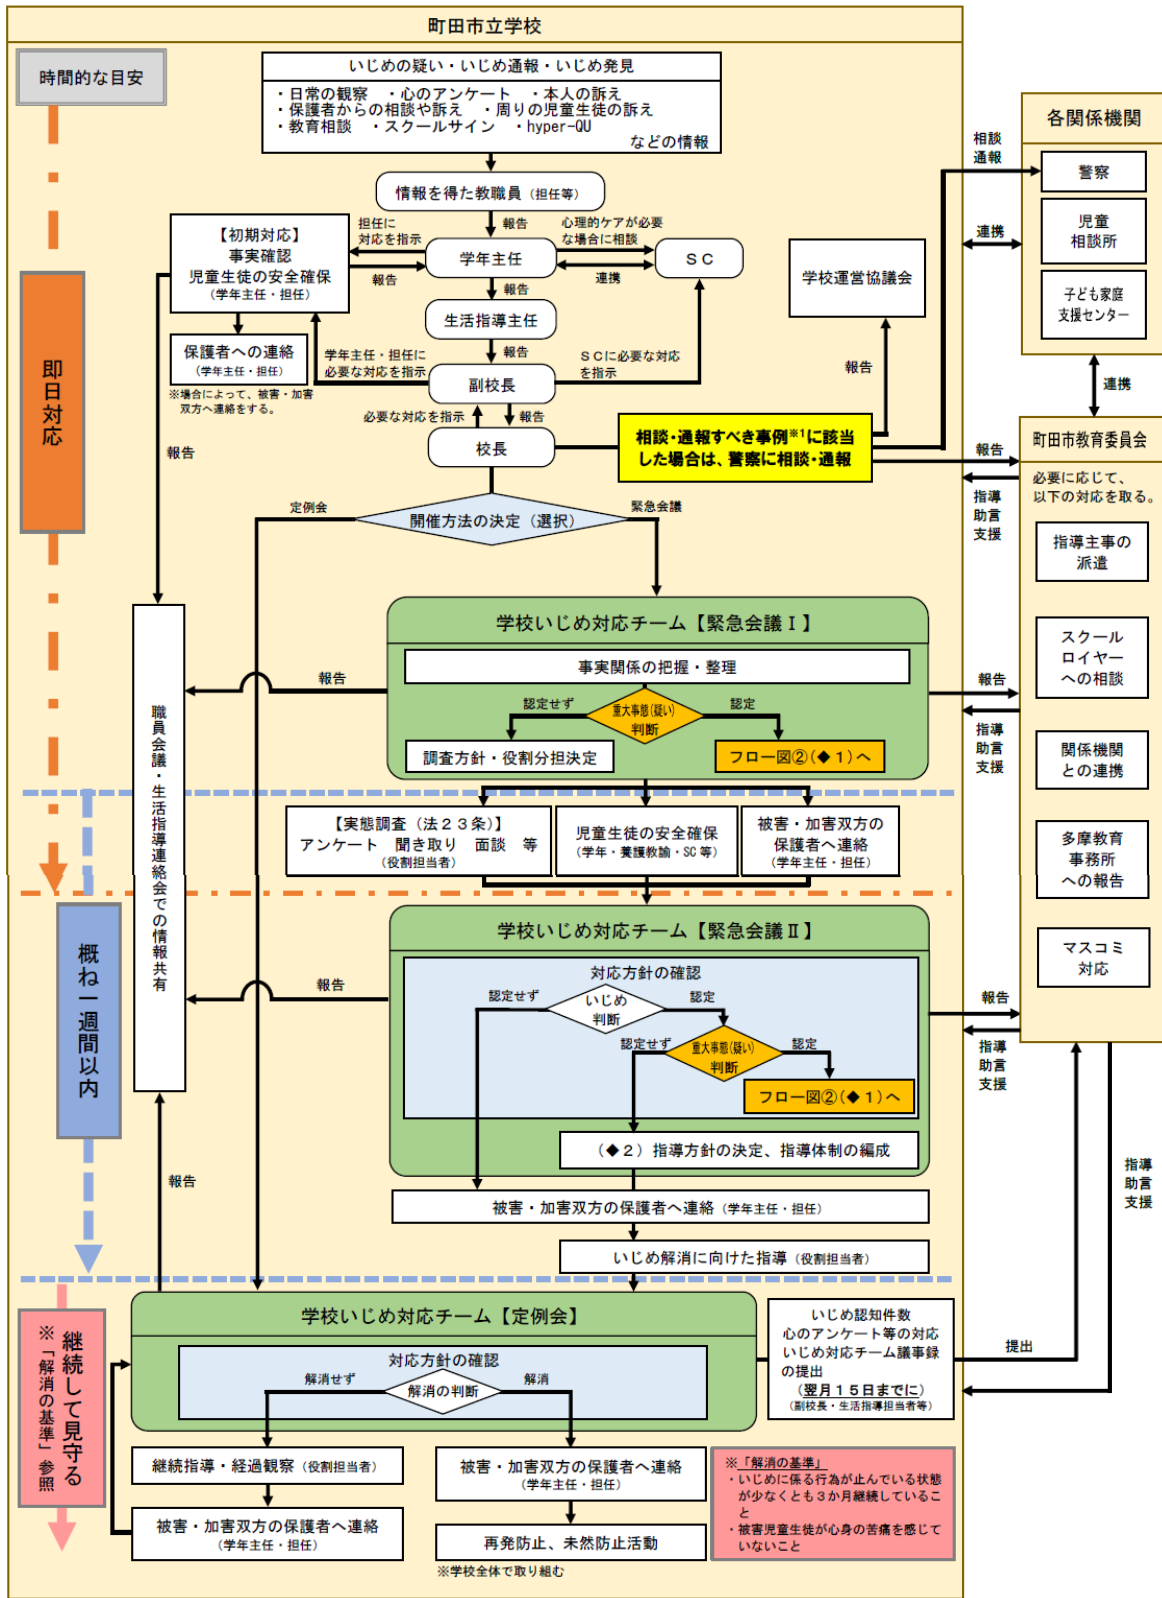 町田市立学校
時間的な目安
いじめの疑い・いじめ通報・いじめ発見
・日常の観察　・心のアンケート　・本人の訴え
・保護者からの相談や訴え　・周りの児童生徒の訴え
・教育相談　・スクールサイン　・hyper-QU
などの情報
情報を得た教職員（担任等）
報告
担任に
対応を指示
心理的ケアが必要
な場合に相談
【初期対応】
事実確認
児童生徒の安全確保
（学年主任・担任）
報告
学年主任
連携
ＳＣ
報告
生活指導主任
保護者への連絡
（学年主任・担任）
※場合によって、被害・加害
双方へ連絡をする。
学年主任・担任に
必要な対応を指示
報告
ＳＣに必要な対応
を指示
副校長
必要な対応を指示
報告
校長
学校運営協議会
報告
相談・通報すべき事例※1に該当
した場合は、警察に相談・通報
相談
通報
連携
各関係機関
警察
児童
相談所
子ども家庭
支援センター
連携
報告
指導
助言
支援
町田市教育委員会
必要に応じて、
以下の対応を取る。
指導主事の
派遣
スクール
ロイヤー
への相談
関係機関
との連携
多摩教育
事務所
への報告
マスコミ
対応
即日対応
報告
定例会
開催方法の決定（選択）
緊急会議
学校いじめ対応チーム【緊急会議Ⅰ】
事実関係の把握・整理
認定せず
重大事態(疑い)
判断
認定
調査方針・役割分担決定
フロー図②(◆１)へ
報告
報告
指導
助言
支援
職員会議・生活指導連絡会での情報共有
【実態調査（法２３条）】
アンケート　聞き取り　面談　等
（役割担当者）
児童生徒の安全確保
（学年・養護教諭・SC 等）
被害・加害双方の
保護者へ連絡
（学年主任・担任）
概ね一週間以内
学校いじめ対応チーム【緊急会議Ⅱ】
対応方針の確認
認定せず
いじめ
判断
認定
認定せず
重大事態(疑い)
判断
認定
フロー図②(◆１)へ
（◆２）指導方針の決定、指導体制の編成
報告
報告
指導
助言
支援
報告
被害・加害双方の保護者へ連絡（学年主任・担任）
いじめ解消に向けた指導（役割担当者）
指導
助言
支援
継続して見守る
※「解消の基準」参照
学校いじめ対応チーム【定例会】
対応方針の確認
解消せず
解消の判断
解消
いじめ認知件数
心のアンケート等の対応
いじめ対応チーム議事録
の提出
（翌月１５日までに）
（副校長・生活指導担当者等）
提出
継続指導・経過観察（役割担当者）
被害・加害双方の保護者へ連絡
（学年主任・担任）
被害・加害双方の保護者へ連絡
（学年主任・担任）
再発防止、未然防止活動
※学校全体で取り組む
※「解消の基準」
・いじめに係る行為が止んでいる状態
が少なくとも３か月継続しているこ
と
・被害児童生徒が心身の苦痛を感じて
いないこと